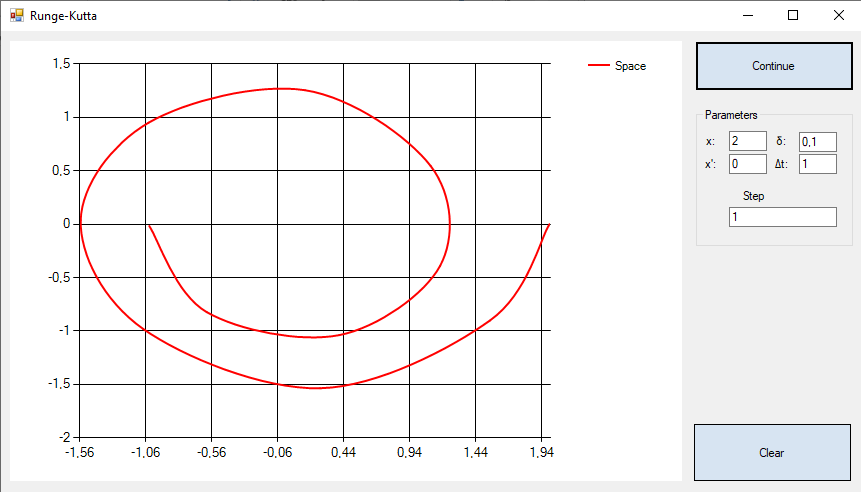 Runge-Kutta
1,5
1
0,5
0
-0,5
-1
-1,5
-2
-1,56 -1,06 -0,56 -0,06 0,44 0,94 1,44 1,94
Space
Continue
Parameters
x: 2 δ: 0,1
x': 0 Δt: 1
Step
1
Clear